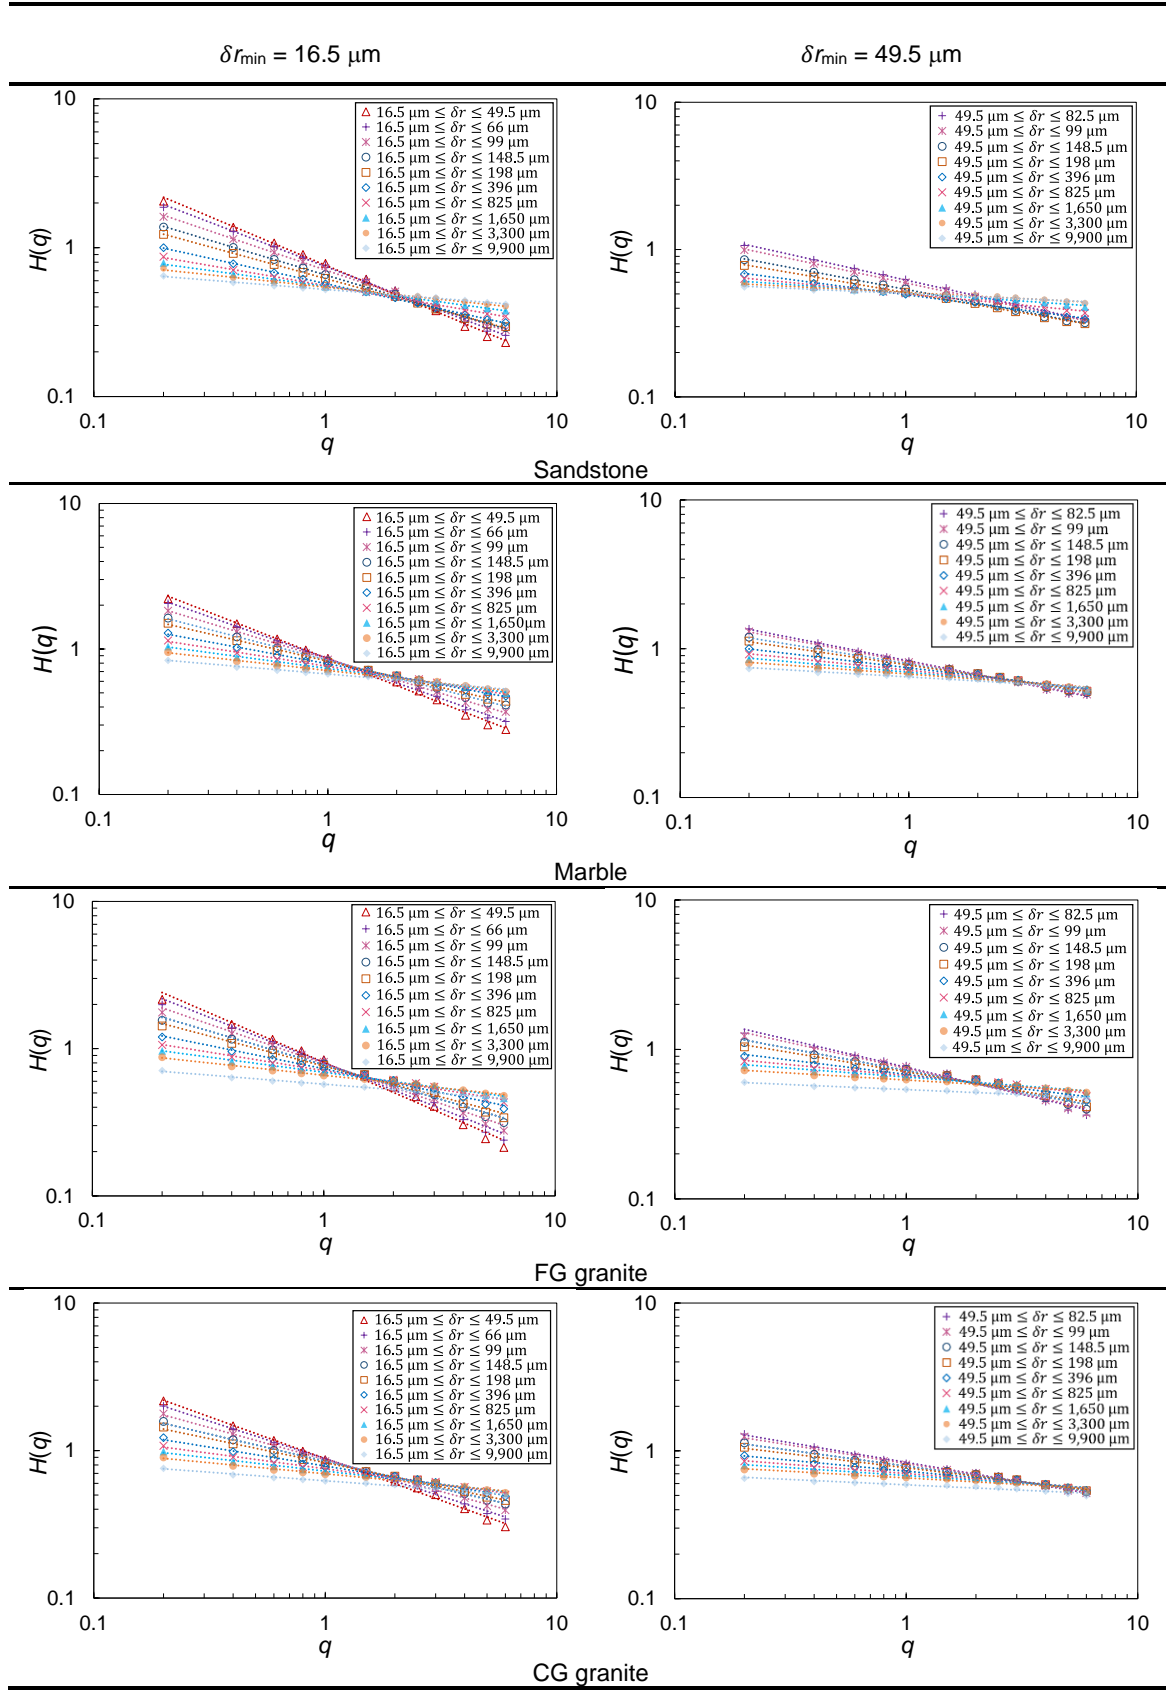 δrmin = 16.5 μm
δrmin = 49.5 μm
10
1
0.1
0.1
1
10
H(q)
q
16.5 μm ≤ δr ≤ 49.5 μm
16.5 μm ≤ δr ≤ 66 μm
16.5 μm ≤ δr ≤ 99 μm
16.5 μm ≤ δr ≤ 148.5 μm
16.5 μm ≤ δr ≤ 198 μm
16.5 μm ≤ δr ≤ 396 μm
16.5 μm ≤ δr ≤ 825 μm
16.5 μm ≤ δr ≤ 1,650 μm
16.5 μm ≤ δr ≤ 3,300 μm
16.5 μm ≤ δr ≤ 9,900 μm
10
1
0.1
0.1
1
10
H(q)
q
49.5 μm ≤ δr ≤ 82.5 μm
49.5 μm ≤ δr ≤ 99 μm
49.5 μm ≤ δr ≤ 148.5 μm
49.5 μm ≤ δr ≤ 198 μm
49.5 μm ≤ δr ≤ 396 μm
49.5 μm ≤ δr ≤ 825 μm
49.5 μm ≤ δr ≤ 1,650 μm
49.5 μm ≤ δr ≤ 3,300 μm
49.5 μm ≤ δr ≤ 9,900 μm
Sandstone
10
1
0.1
0.1
1
10
H(q)
q
16.5 μm ≤ δr ≤ 49.5 μm
16.5 μm ≤ δr ≤ 66 μm
16.5 μm ≤ δr ≤ 99 μm
16.5 μm ≤ δr ≤ 148.5 μm
16.5 μm ≤ δr ≤ 198 μm
16.5 μm ≤ δr ≤ 396 μm
16.5 μm ≤ δr ≤ 825 μm
16.5 μm ≤ δr ≤ 1,650μm
16.5 μm ≤ δr ≤ 3,300 μm
16.5 μm ≤ δr ≤ 9,900 μm
10
1
0.1
0.1
1
10
H(q)
q
49.5 μm ≤ δr ≤ 82.5 μm
49.5 μm ≤ δr ≤ 99 μm
49.5 μm ≤ δr ≤ 148.5 μm
49.5 μm ≤ δr ≤ 198 μm
49.5 μm ≤ δr ≤ 396 μm
49.5 μm ≤ δr ≤ 825 μm
49.5 μm ≤ δr ≤ 1,650 μm
49.5 μm ≤ δr ≤ 3,300 μm
49.5 μm ≤ δr ≤ 9,900 μm
Marble
10
1
0.1
0.1
1
10
H(q)
q
16.5 μm ≤ δr ≤ 49.5 μm
16.5 μm ≤ δr ≤ 66 μm
16.5 μm ≤ δr ≤ 99 μm
16.5 μm ≤ δr ≤ 148.5 μm
16.5 μm ≤ δr ≤ 198 μm
16.5 μm ≤ δr ≤ 396 μm
16.5 μm ≤ δr ≤ 825 μm
16.5 μm ≤ δr ≤ 1,650 μm
16.5 μm ≤ δr ≤ 3,300 μm
16.5 μm ≤ δr ≤ 9,900 μm
10
1
0.1
0.1
1
10
H(q)
q
49.5 μm ≤ δr ≤ 82.5 μm
49.5 μm ≤ δr ≤ 99 μm
49.5 μm ≤ δr ≤ 148.5 μm
49.5 μm ≤ δr ≤ 198 μm
49.5 μm ≤ δr ≤ 396 μm
49.5 μm ≤ δr ≤ 825 μm
49.5 μm ≤ δr ≤ 1,650 μm
49.5 μm ≤ δr ≤ 3,300 μm
49.5 μm ≤ δr ≤ 9,900 μm
FG granite
10
1
0.1
0.1
1
10
H(q)
q
16.5 μm ≤ δr ≤ 49.5 μm
16.5 μm ≤ δr ≤ 66 μm
16.5 μm ≤ δr ≤ 99 μm
16.5 μm ≤ δr ≤ 148.5 μm
16.5 μm ≤ δr ≤ 198 μm
16.5 μm ≤ δr ≤ 396 μm
16.5 μm ≤ δr ≤ 825 μm
16.5 μm ≤ δr ≤ 1,650 μm
16.5 μm ≤ δr ≤ 3,300 μm
16.5 μm ≤ δr ≤ 9,900 μm
10
1
0.1
0.1
1
10
H(q)
q
49.5 μm ≤ δr ≤ 82.5 μm
49.5 μm ≤ δr ≤ 99 μm
49.5 μm ≤ δr ≤ 148.5 μm
49.5 μm ≤ δr ≤ 198 μm
49.5 μm ≤ δr ≤ 396 μm
49.5 μm ≤ δr ≤ 825 μm
49.5 μm ≤ δr ≤ 1,650 μm
49.5 μm ≤ δr ≤ 3,300 μm
49.5 μm ≤ δr ≤ 9,900 μm
CG granite